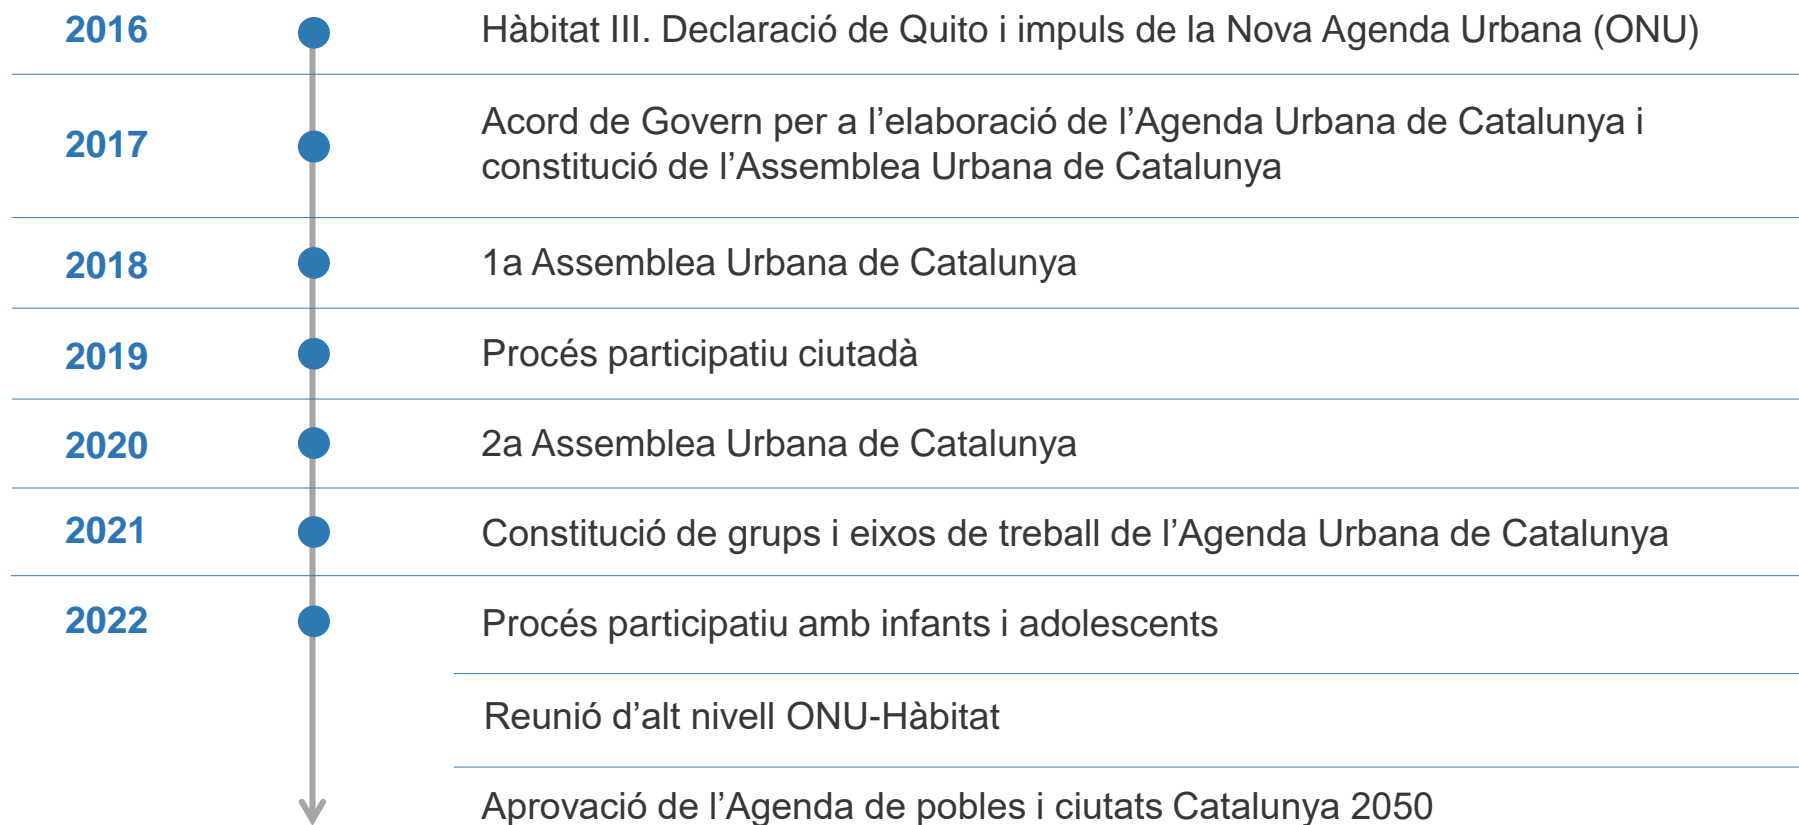 2016 Hàbitat III. Declaració de Quito i impuls de la Nova Agenda Urbana (ONU)
2017 Acord de Govern per a l’elaboració de l’Agenda Urbana de Catalunya i
constitució de l’Assemblea Urbana de Catalunya
2018 1a Assemblea Urbana de Catalunya
2019 Procés participatiu ciutadà
2020 2a Assemblea Urbana de Catalunya
2021 Constitució de grups i eixos de treball de l’Agenda Urbana de Catalunya
2022 Procés participatiu amb infants i adolescents
Reunió d’alt nivell ONU-Hàbitat
Aprovació de l’Agenda de pobles i ciutats Catalunya 2050